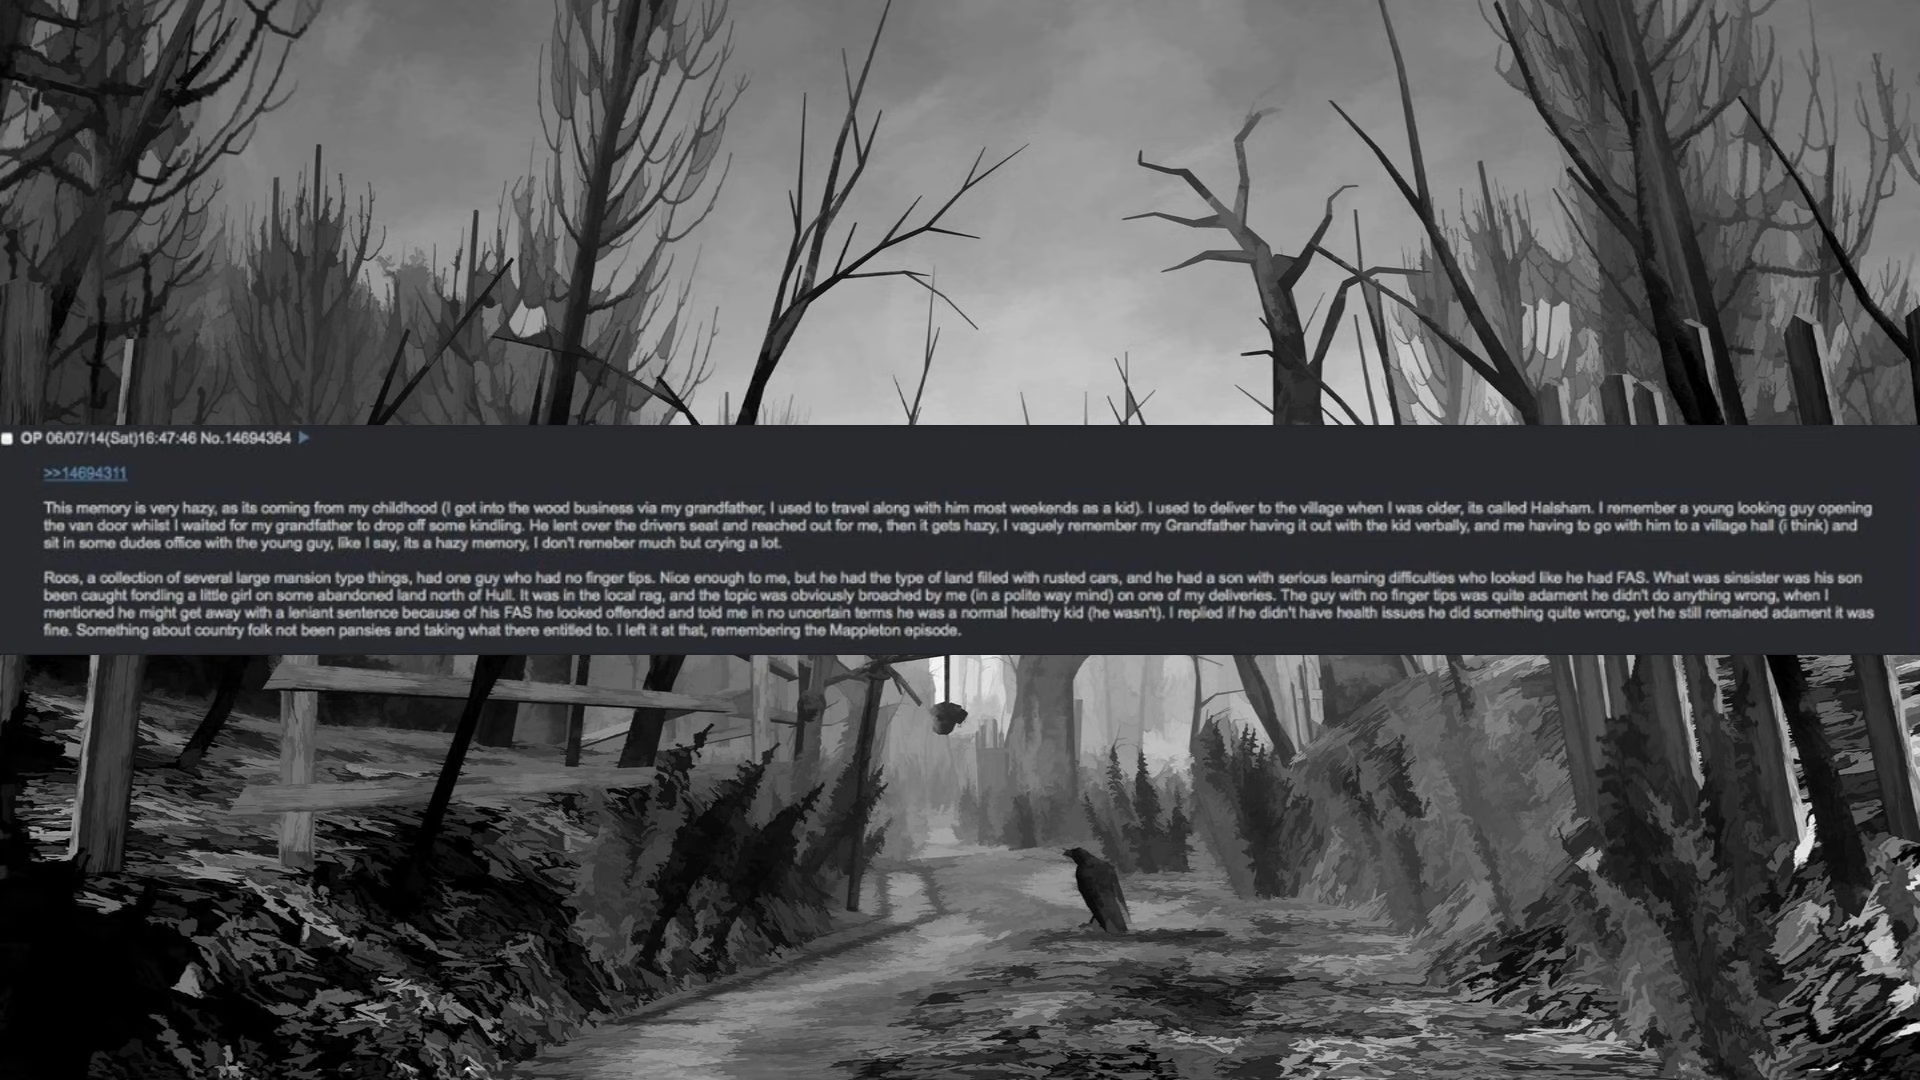 OP 06/07/14(Sat)16:47:46 No.14694364
>>14694311
This memory is very hazy, as its coming from my childhood (I got into the wood business via my grandfather, I used to travel along with him most weekends as a kid). I used to deliver to the village when I was older, its called Halsham. I remember a young looking guy opening
the van door whilst I waited for my grandfather to drop off some kindling. He lent over the drivers seat and reached out for me, then it gets hazy, I vaguely remember my Grandfather having it out with the kid verbally, and me having to go with him to a village hall (i think) and
sit in some dudes office with the young guy, like I say, its a hazy memory, I don't remeber much but crying a lot.
Roos, a collection of several large mansion type things, had one guy who had no finger tips. Nice enough to me, but he had the type of land filled with rusted cars, and he had a son with serious learning difficulties who looked like he had FAS. What was sinsister was his son
been caught fondling a little girl on some abandoned land north of Hull. It was in the local rag, and the topic was obviously broached by me (in a polite way mind) on one of my deliveries. The guy with no finger tips was quite adament he didn't do anything wrong, when I
mentioned he might get away with a leniant sentence because of his FAS he looked offended and told me in no uncertain terms he was a normal healthy kid (he wasn't). I replied if he didn't have health issues he did something quite wrong, yet he still remained adament it was
fine. Something about country folk not been pansies and taking what there entitled to. I left it at that, remembering the Mappleton episode.